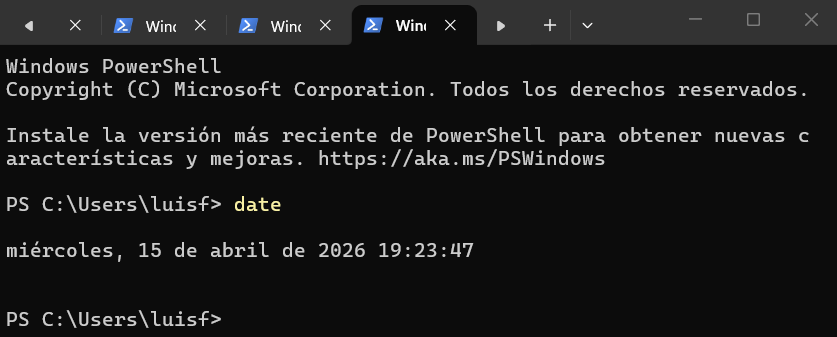 Winc
Winc
Winc
Windows PowerShell
Copyright (C) Microsoft Corporation. Todos los derechos reservados.
Instale la versión más reciente de PowerShell para obtener nuevas c
aracterísticas y mejoras. https://aka.ms/PSWindows
PS C:\Users\luisf> date
miércoles, 15 de abril de 2026 19:23:47
PS C:\Users\luisf>